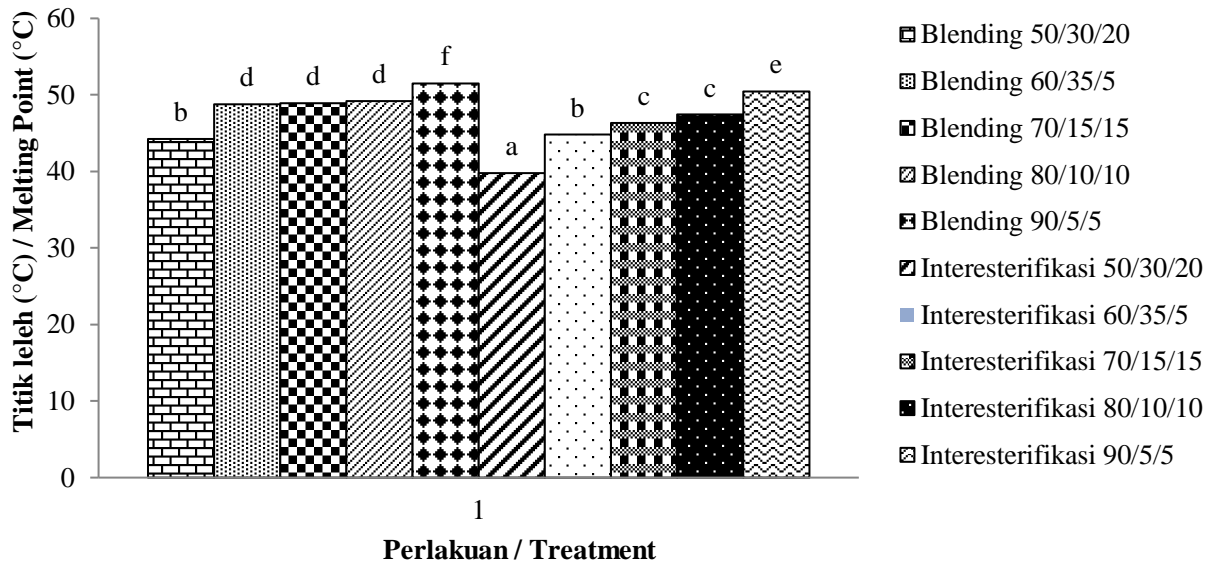 Titik leleh (°C) / Melting Point (°C)
60
50
40
30
20
10
0
b
d
d
d
f
a
b
c
c
e
1
Perlakuan / Treatment
Blending 50/30/20
Blending 60/35/5
Blending 70/15/15
Blending 80/10/10
Blending 90/5/5
Interesterifikasi 50/30/20
Interesterifikasi 60/35/5
Interesterifikasi 70/15/15
Interesterifikasi 80/10/10
Interesterifikasi 90/5/5